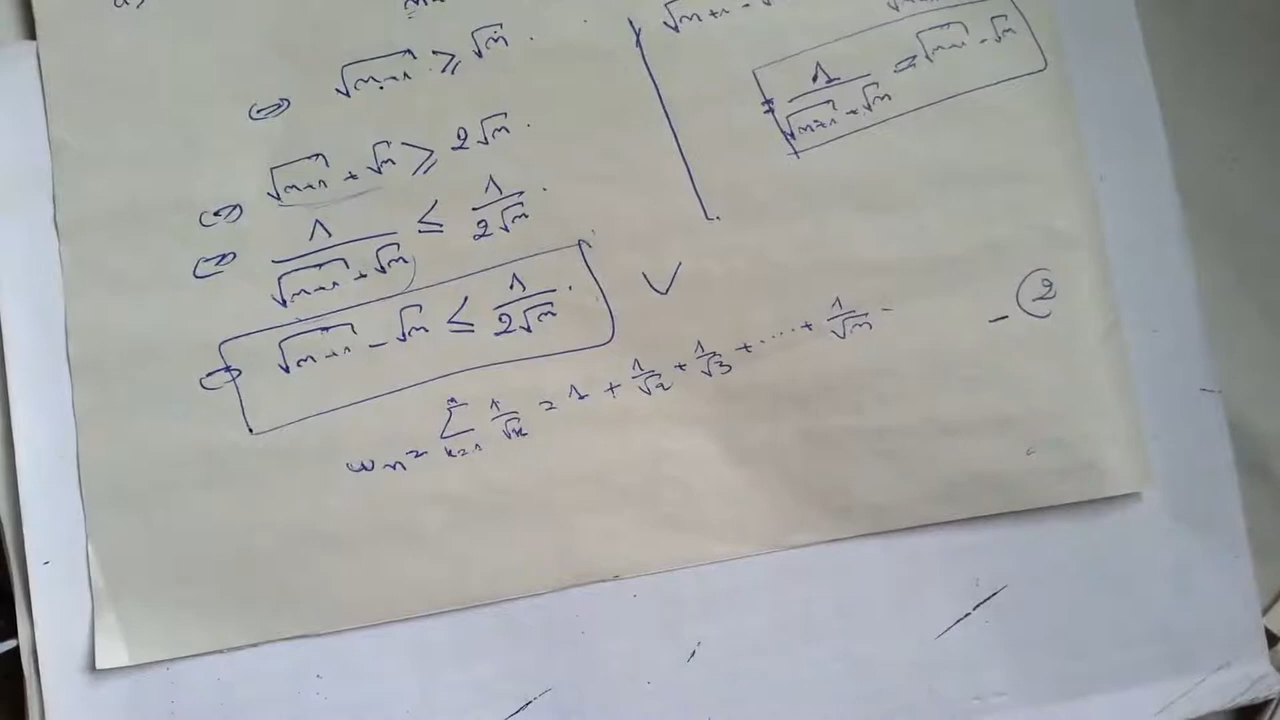 √(n+1) ≥ √n .
⇔ √(n+1) + √n ≥ 2√n .
⇔ 1/(√(n+1) + √n) ≤ 1/(2√n) .
⇔ √(n+1) - √n ≤ 1/(2√n) .
√(n+1) -
= 1/(√(n+1) + √n) = √(n+1) - √n
- ②
w_n = ∑_{k=1}^{n} 1/√k = 1 + 1/√2 + 1/√3 + .... + 1/√n -